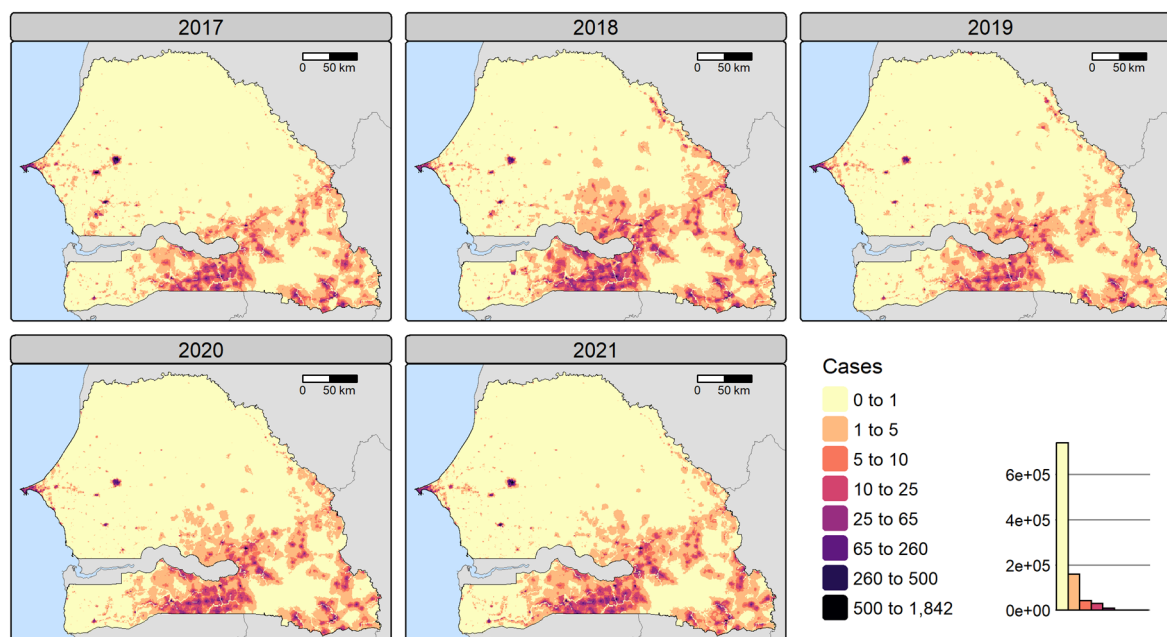 2017
0 50 km
2018
0 50 km
2019
0 50 km
2020
0 50 km
2021
0 50 km
Cases
0 to 1
1 to 5
5 to 10
10 to 25
25 to 65
65 to 260
260 to 500
500 to 1,842
6e+05
4e+05
2e+05
0e+00